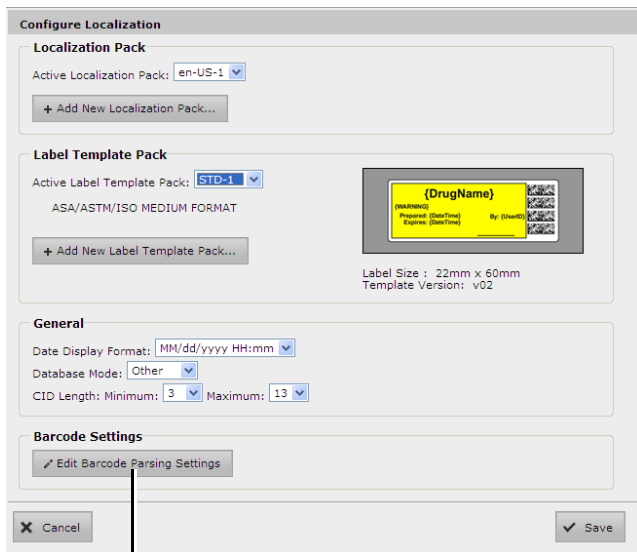 Configure Localization
Localization Pack
Active Localization Pack: en-US-1
+ Add New Localization Pack...
Label Template Pack
Active Label Template Pack: STD-1
ASA/ASTM/ISO MEDIUM FORMAT
+ Add New Label Template Pack...
{DrugName}
{WARNING}
Prepared: {DateTime} By: {UserID}
Expires: {DateTime}
Label Size : 22mm x 60mm
Template Version: v02
General
Date Display Format: MM/dd/yyyy HH:mm
Database Mode: Other
CID Length: Minimum: 3 Maximum: 13
Barcode Settings
Edit Barcode Parsing Settings
Cancel
Save